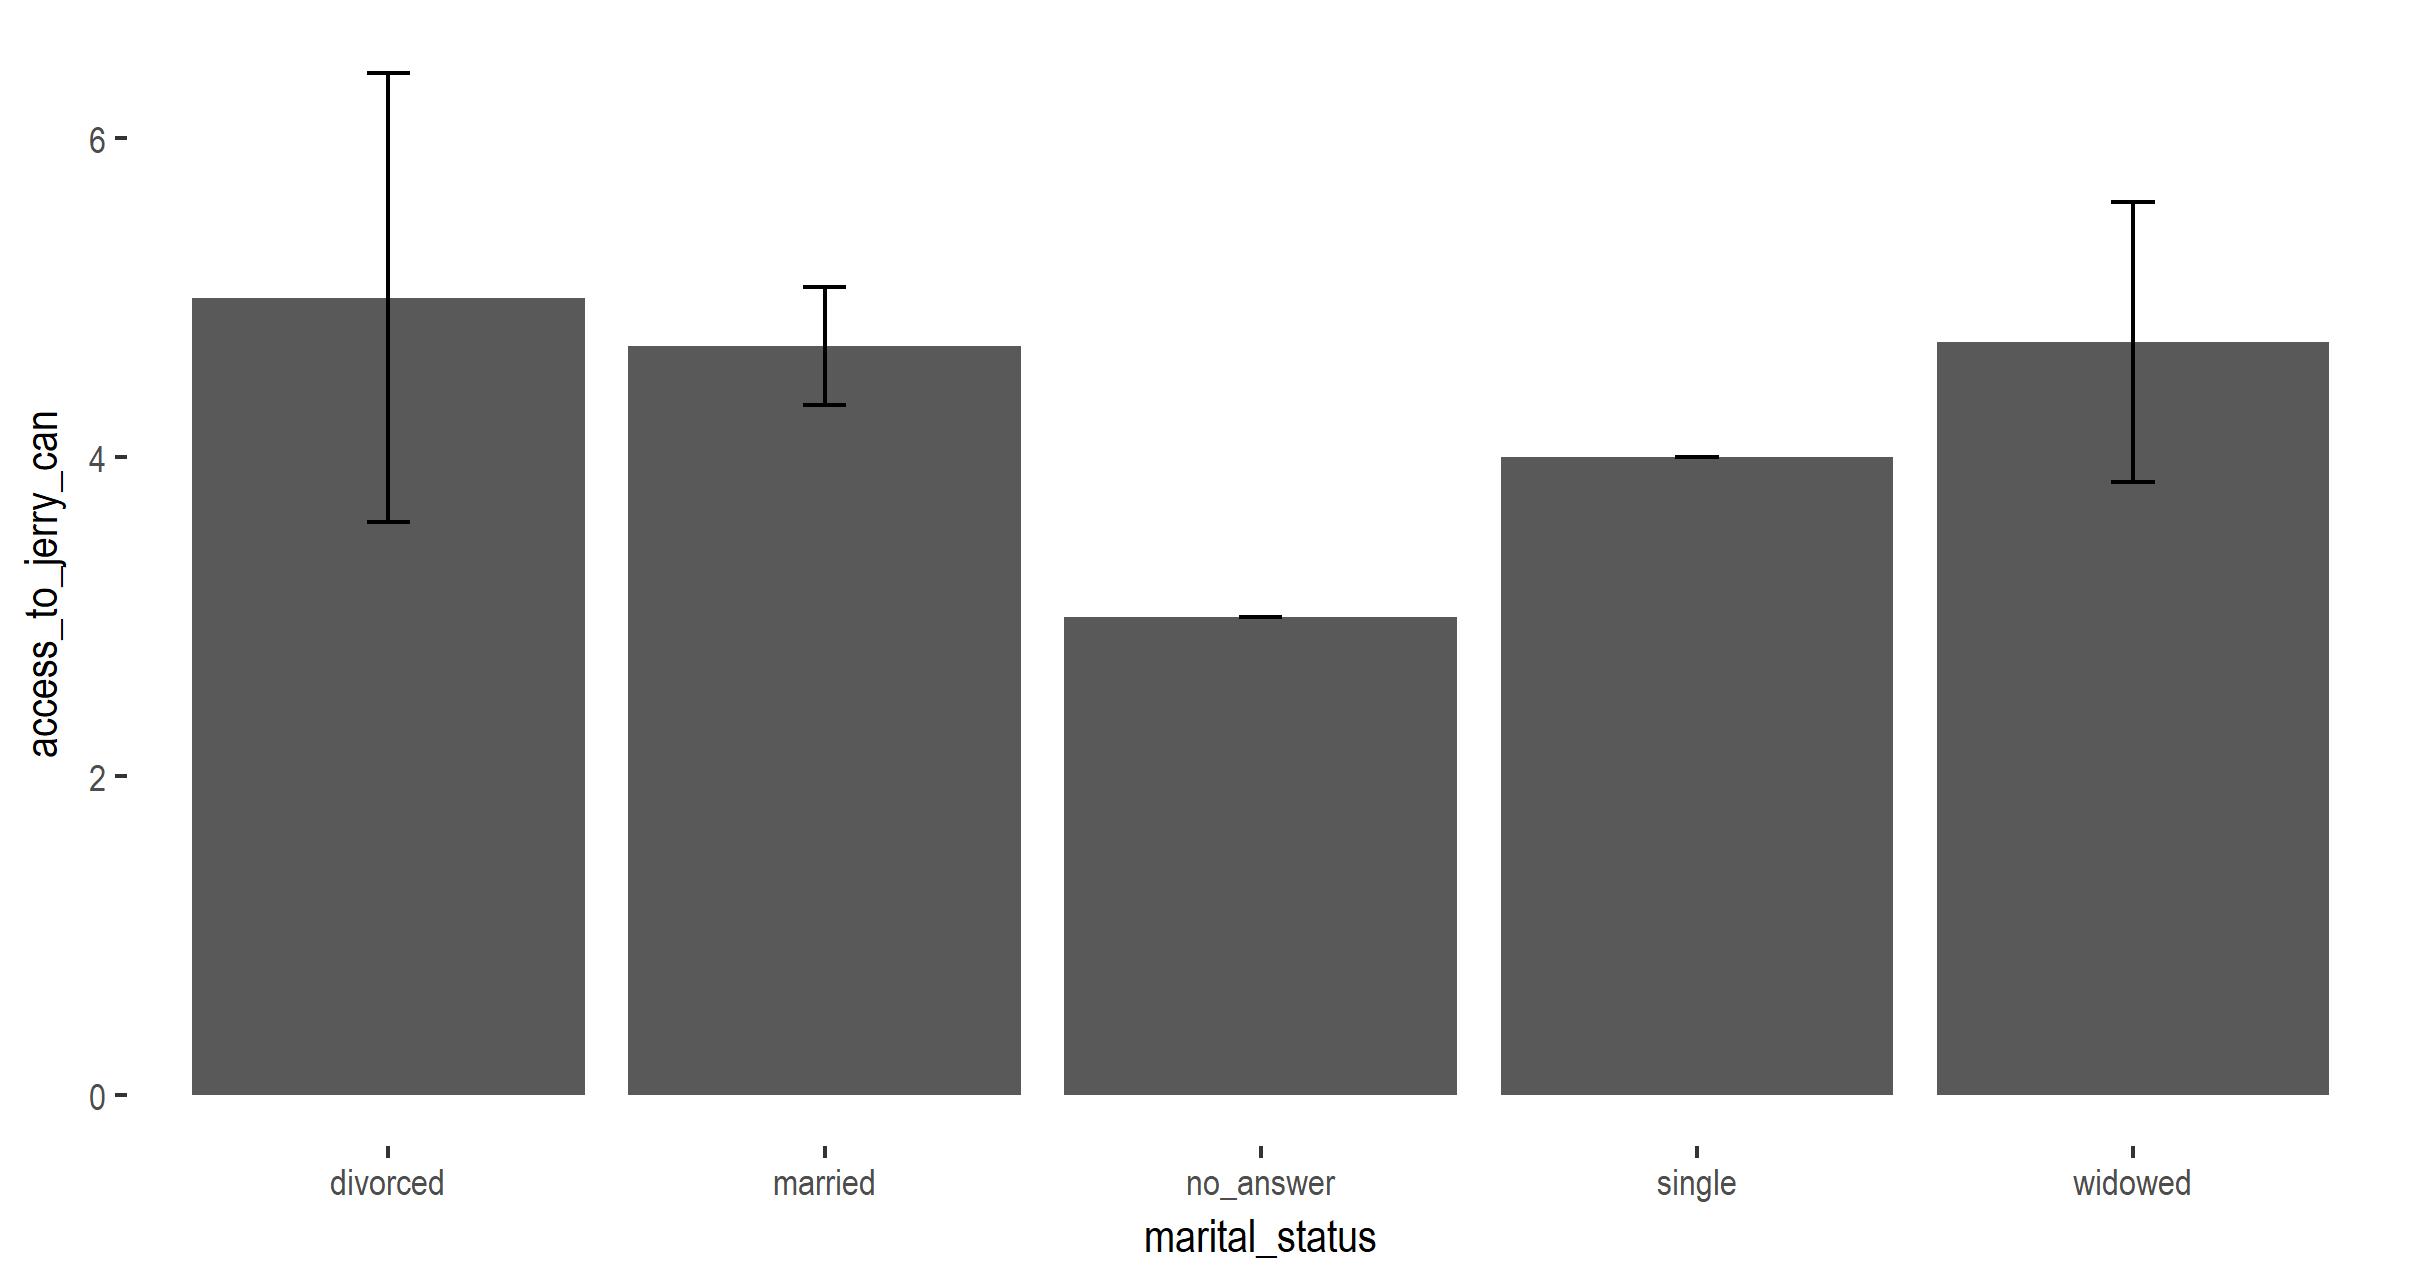 6
4
2
0
access_to_jerry_can
divorced married no_answer single widowed
marital_status